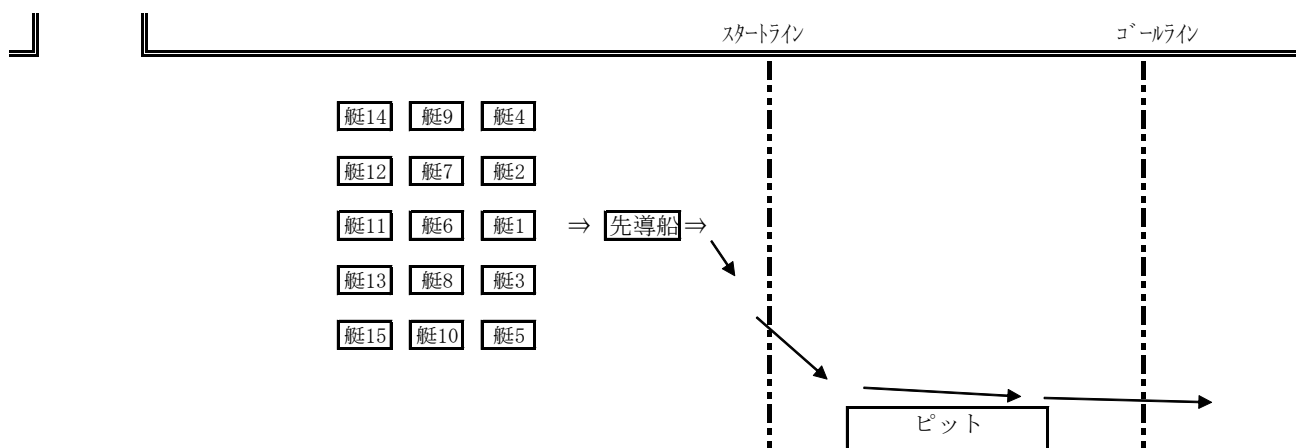 スタートライン ゴールライン
艇14 艇9 艇4
艇12 艇7 艇2
艇11 艇6 艇1 ⇒ 先導船 ⇒
艇13 艇8 艇3
艇15 艇10 艇5
ピット